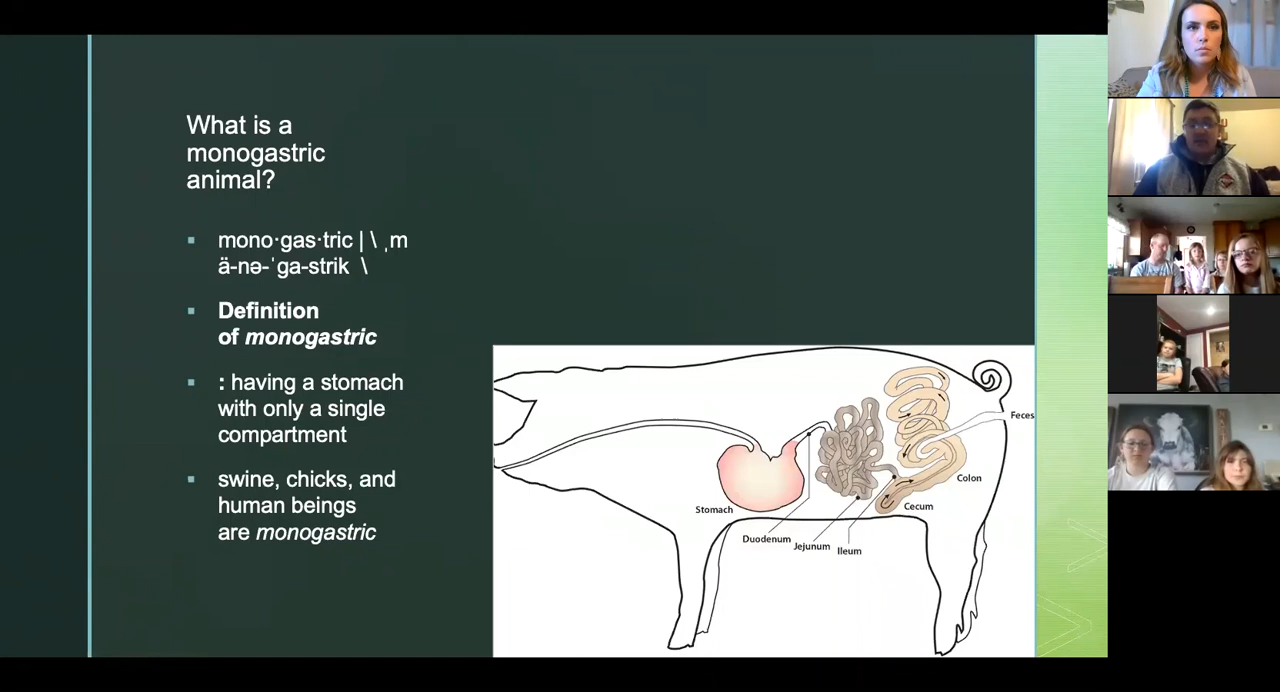 What is a
monogastric
animal?
▪ mono·gas·tric | \ ˌm
ä-nə-ˈga-strik \
▪ Definition
of monogastric
▪ : having a stomach
with only a single
compartment
▪ swine, chicks, and
human beings
are monogastric
Feces
Colon
Stomach
Cecum
Duodenum
Jejunum
Ileum